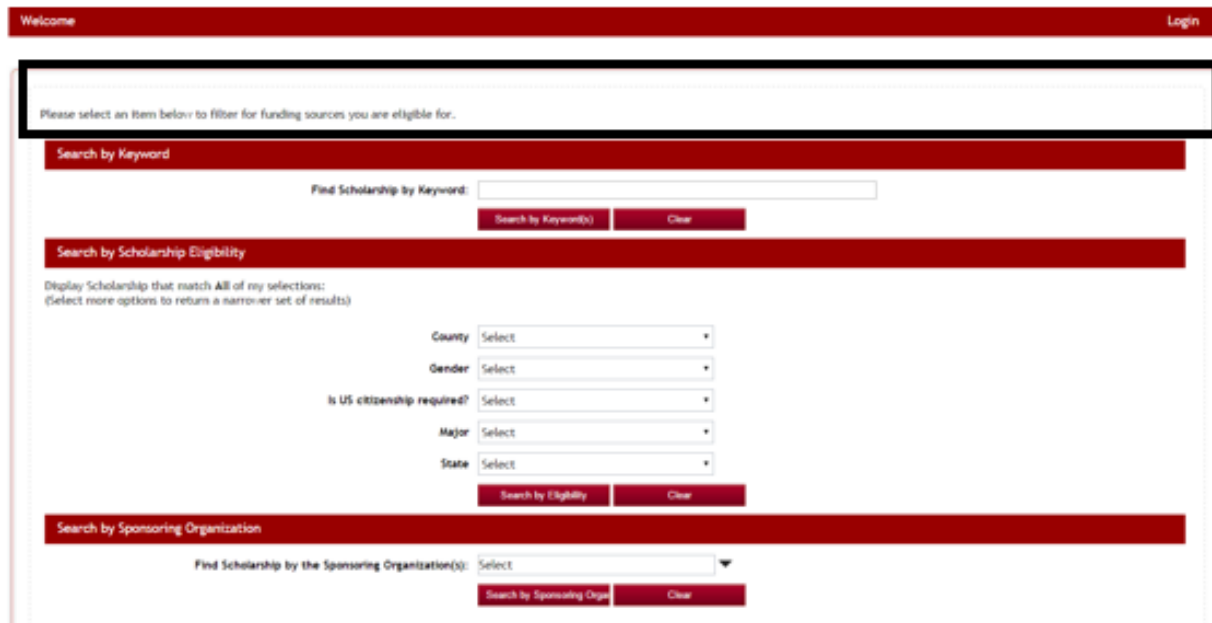 Welcome Login
Please select an item below to filter for funding sources you are eligible for.
Search by Keyword
Find Scholarship by Keyword:
Search by Keyword(s) Clear
Search by Scholarship Eligibility
Display Scholarship that match All of my selections:
(Select more options to return a narrower set of results)
County Select
Gender Select
Is US citizenship required? Select
Major Select
State Select
Search by Eligibility Clear
Search by Sponsoring Organization
Find Scholarship by the Sponsoring Organization(s): Select
Search by Sponsoring Orga Clear